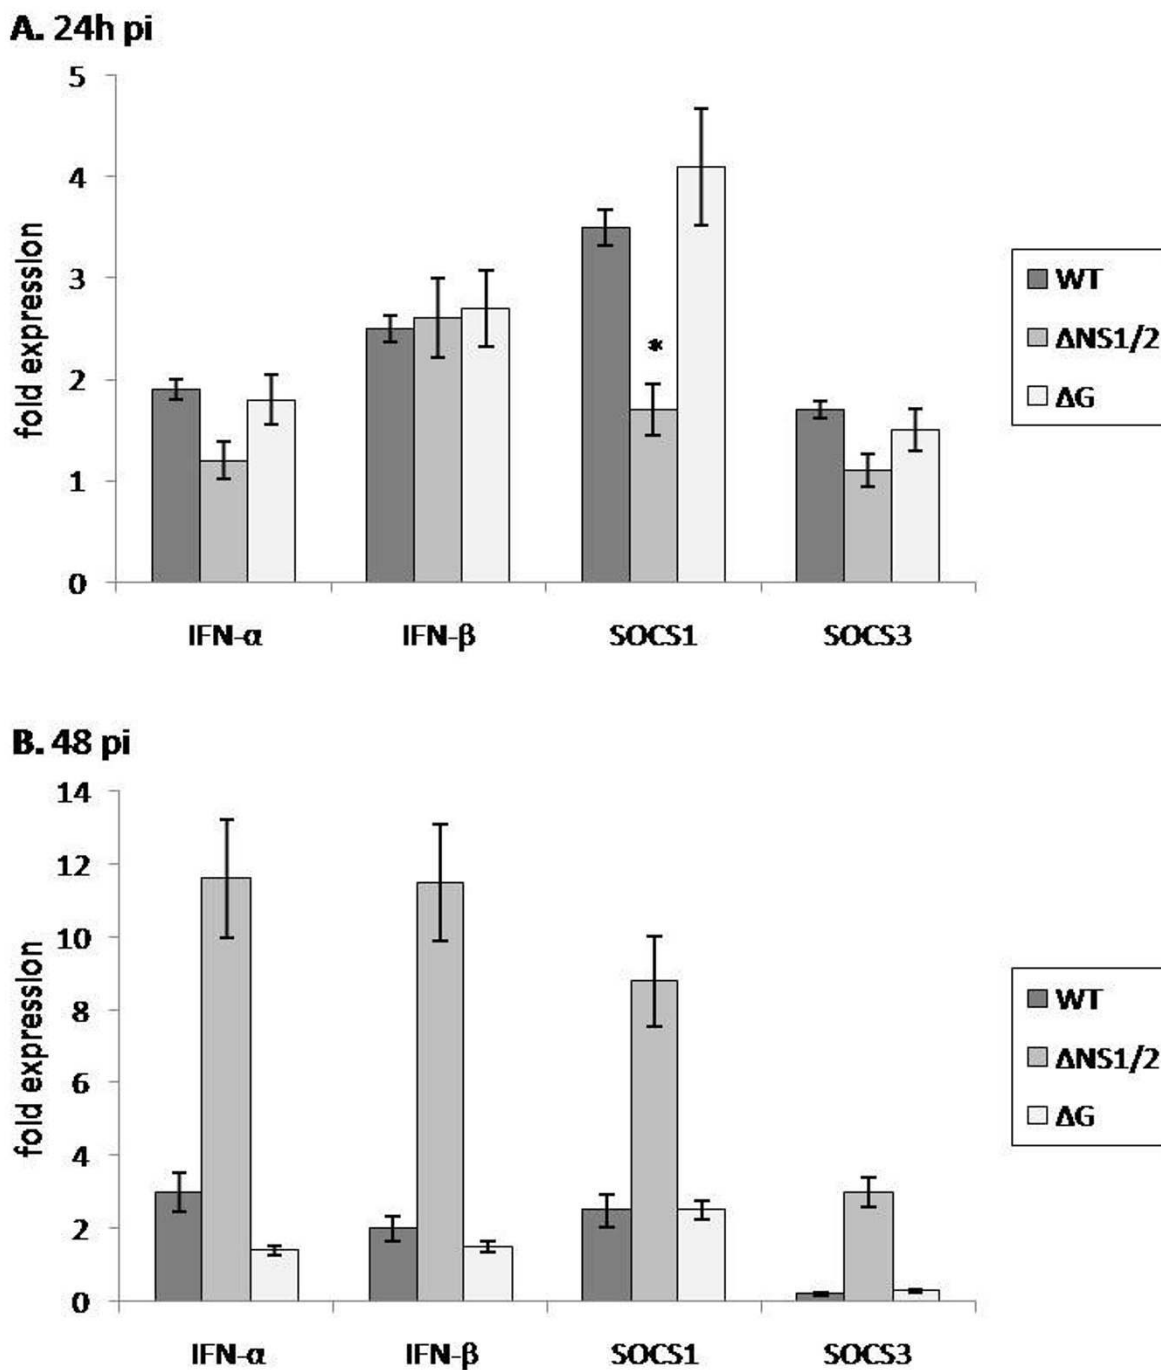 A. 24h pi
5
4
3
2
1
0
fold expression
*
IFN-α
IFN-β
SOCS1
SOCS3
WT
ΔNS1/2
ΔG
B. 48 pi
14
12
10
8
6
4
2
0
fold expression
IFN-α
IFN-β
SOCS1
SOCS3
WT
ΔNS1/2
ΔG